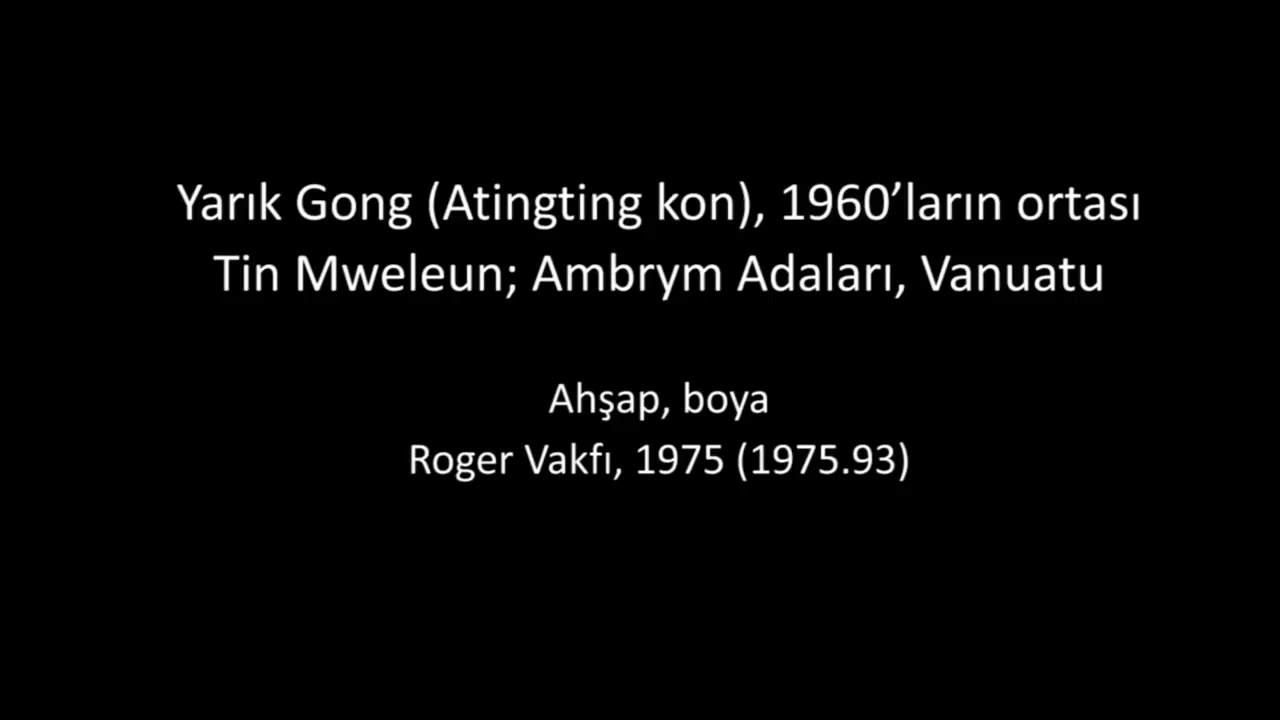 Yarık Gong (Atingting kon), 1960’ların ortası
Tin Mweleun; Ambrym Adaları, Vanuatu
Ahşap, boya
Roger Vakfı, 1975 (1975.93)